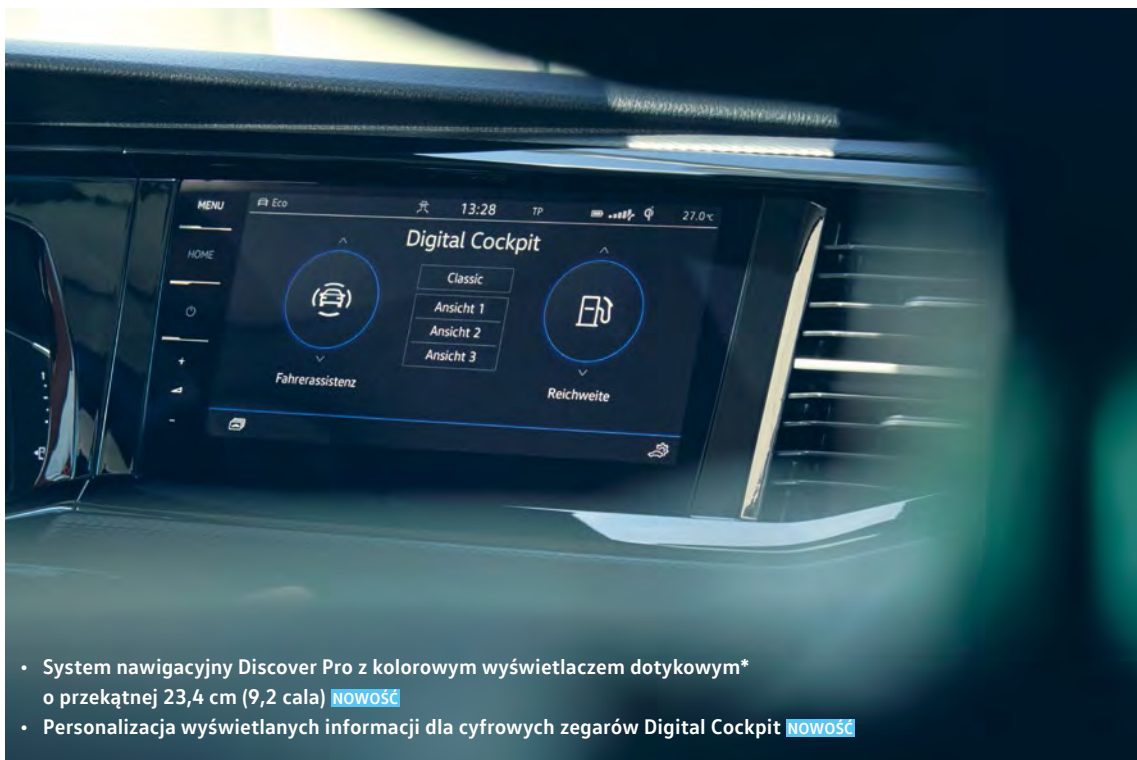 MENU
Eco
13:28
TP
27.0°C
HOME
Digital Cockpit
Classic
Ansicht 1
Ansicht 2
Ansicht 3
Fahrerassistenz
Reichweite
+
-
1
• System nawigacyjny Discover Pro z kolorowym wyświetlaczem dotykowym*
o przekątnej 23,4 cm (9,2 cala) NOWOŚĆ
• Personalizacja wyświetlanych informacji dla cyfrowych zegarów Digital Cockpit NOWOŚĆ